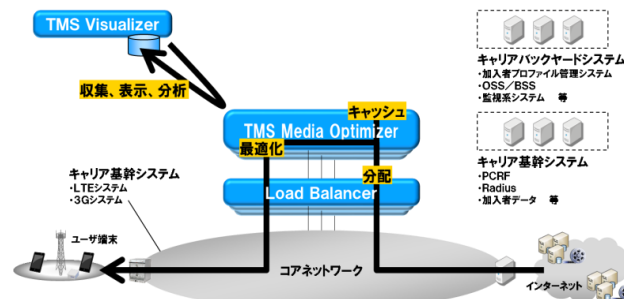 TMS Visualizer
収集、表示、分析
キャッシュ
TMS Media Optimizer
最適化
分配
Load Balancer
キャリアバックヤードシステム
・加入者プロファイル管理システム
・OSS／BSS
・監視系システム 等
キャリア基幹システム
・PCRF
・Radius
・加入者データ 等
キャリア基幹システム
・LTEシステム
・3Gシステム
ユーザ端末
コアネットワーク
インターネット